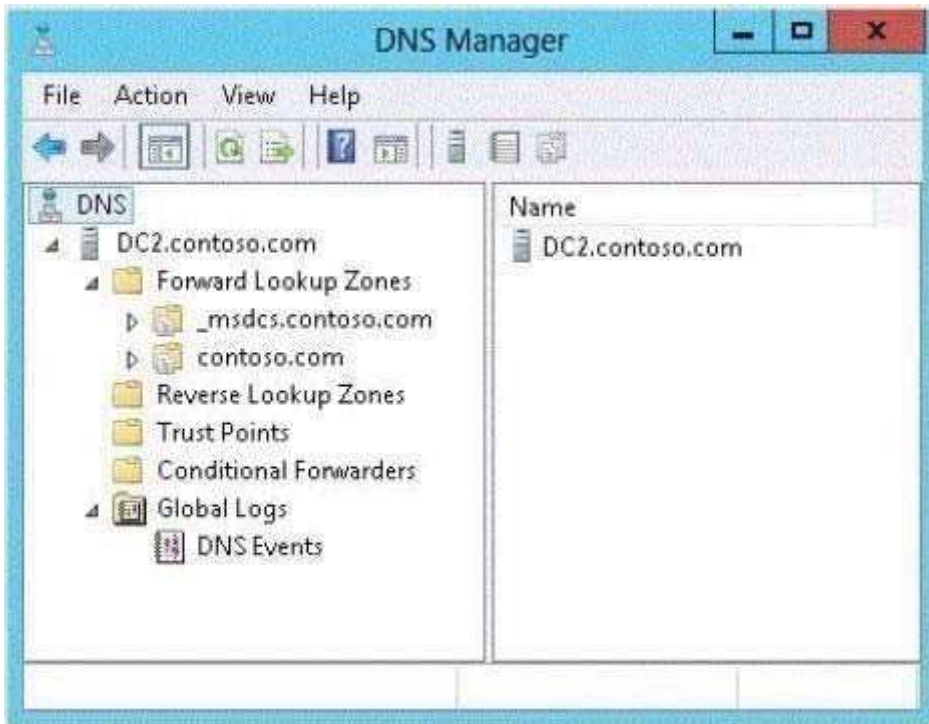 DNS Manager
File Action View Help
DNS
DC2.contoso.com
Forward Lookup Zones
_msdcs.contoso.com
contoso.com
Reverse Lookup Zones
Trust Points
Conditional Forwarders
Global Logs
DNS Events
Name
DC2.contoso.com